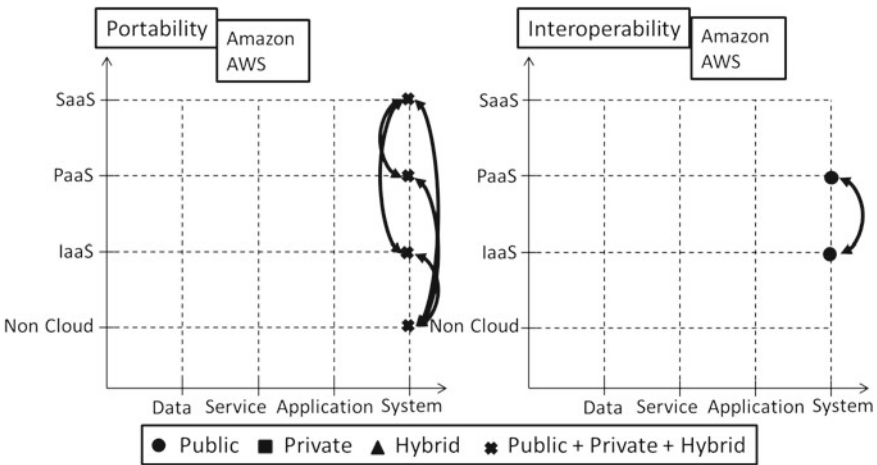 Portability
Amazon
AWS
SaaS
PaaS
IaaS
Non Cloud
Data Service Application System
Interoperability
Amazon
AWS
SaaS
PaaS
IaaS
Non Cloud
Data Service Application System
Public Private Hybrid Public + Private + Hybrid